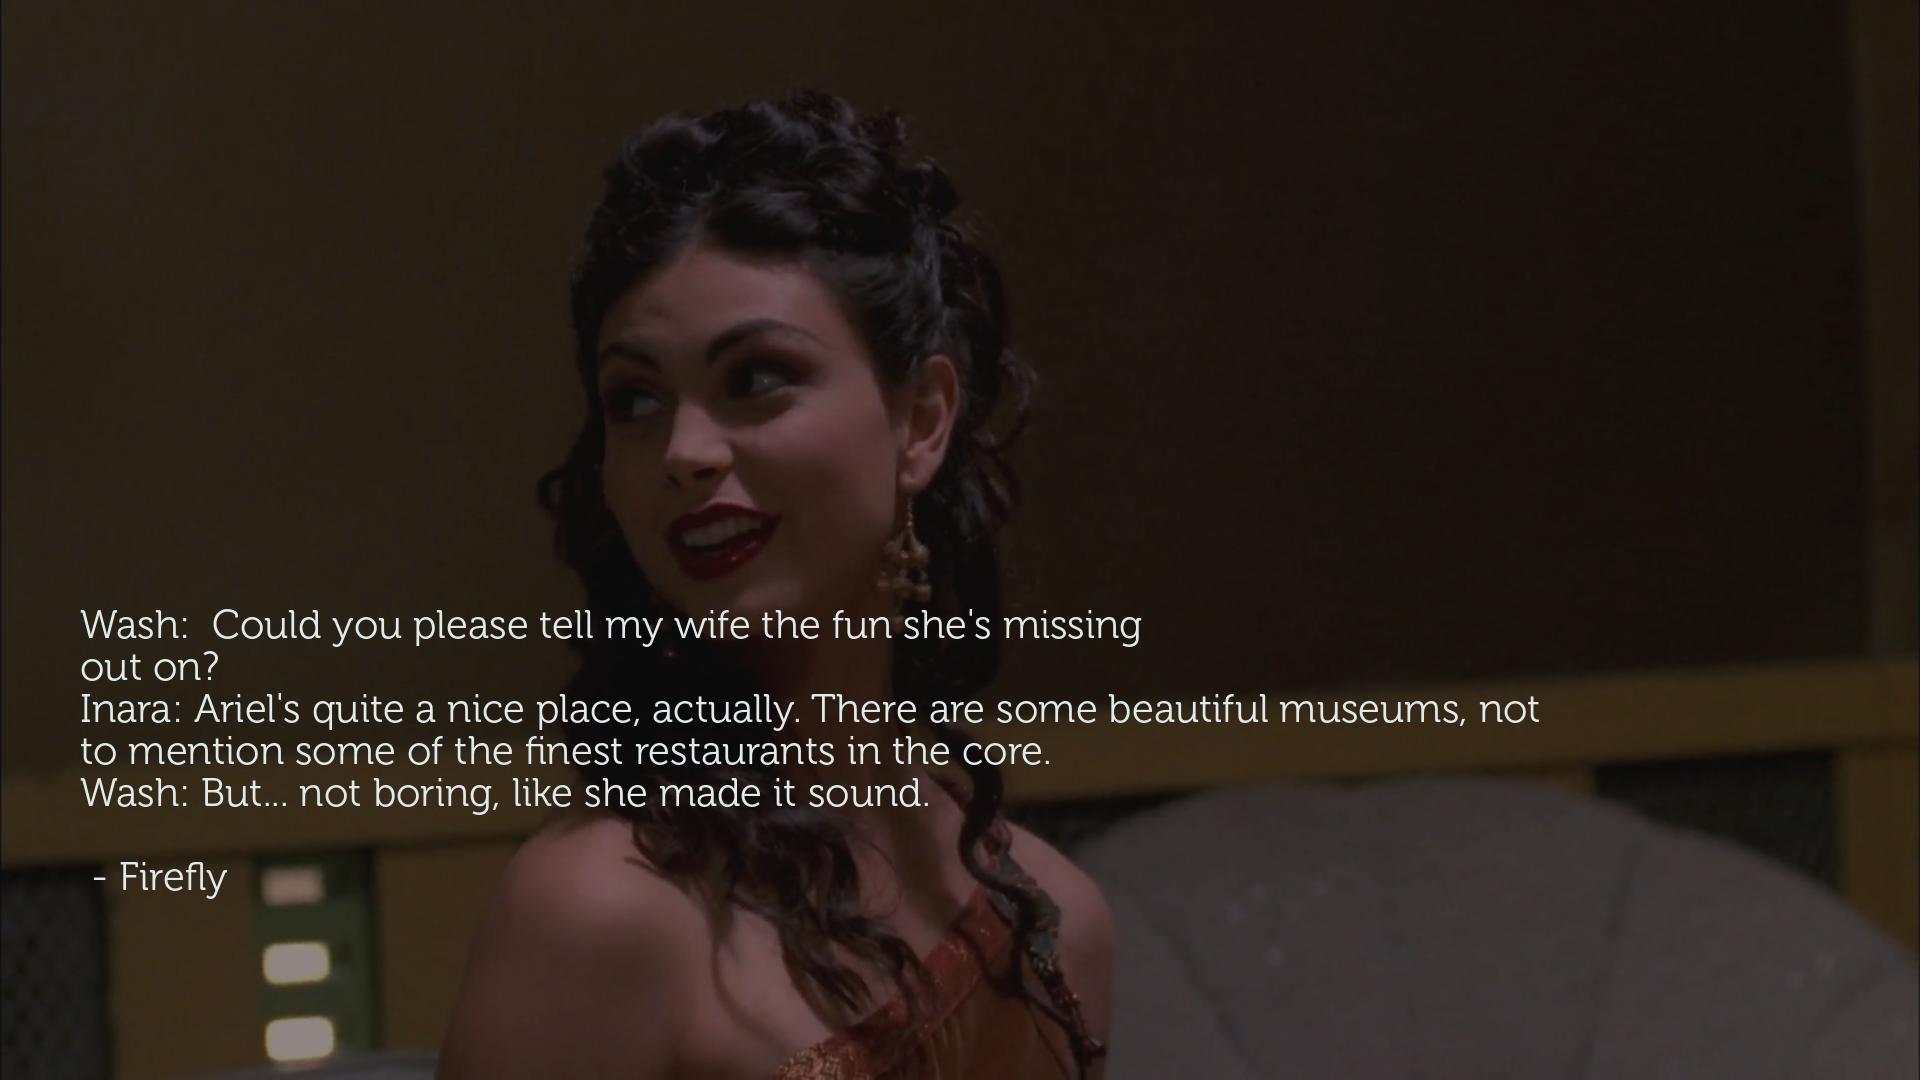 Wash:  Could you please tell my wife the fun she's missing
out on?
Inara: Ariel's quite a nice place, actually. There are some beautiful museums, not
to mention some of the finest restaurants in the core.
Wash: But... not boring, like she made it sound.
- Firefly